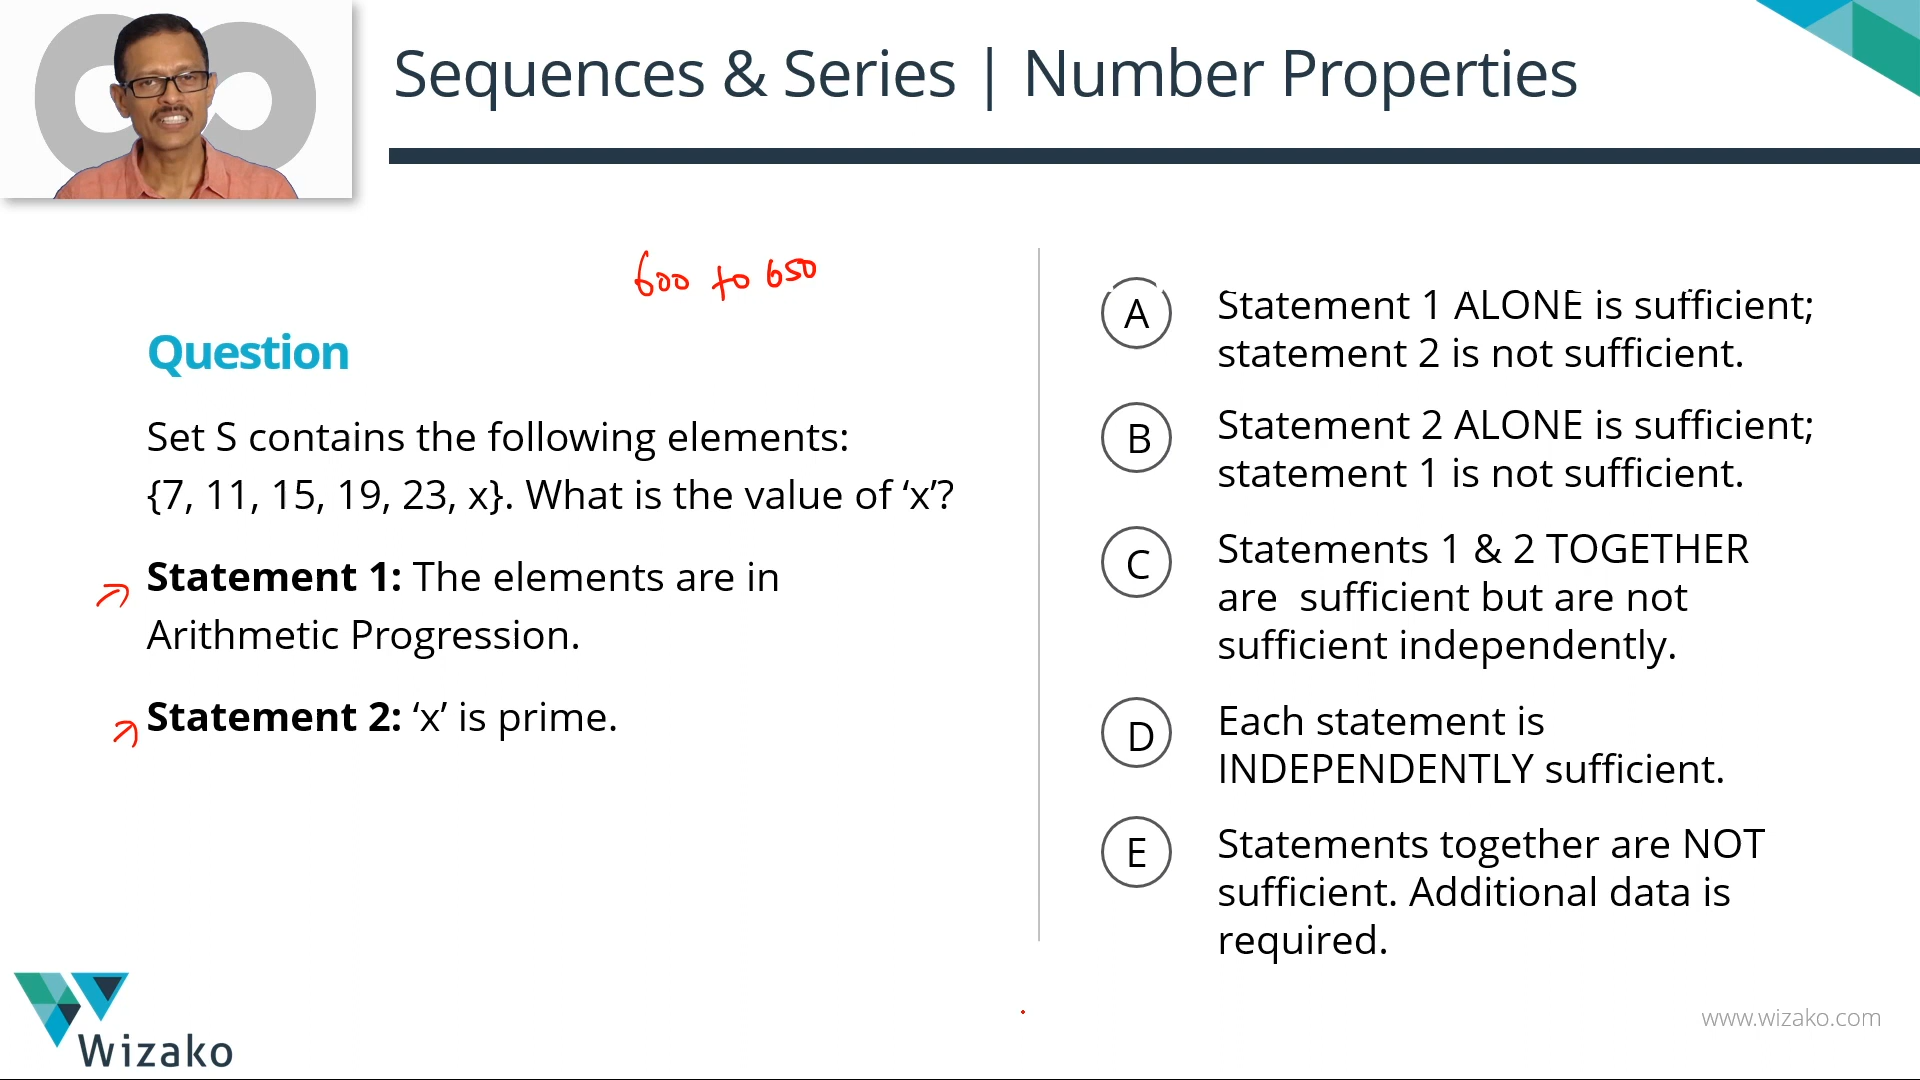 Sequences & Series | Number Properties
600 to 650
Question
Set S contains the following elements:
{7, 11, 15, 19, 23, x}. What is the value of ‘x’?
Statement 1: The elements are in
Arithmetic Progression.
Statement 2: ‘x’ is prime.
A
Statement 1 ALONE is sufficient;
statement 2 is not sufficient.
B
Statement 2 ALONE is sufficient;
statement 1 is not sufficient.
C
Statements 1 & 2 TOGETHER
are sufficient but are not
sufficient independently.
D
Each statement is
INDEPENDENTLY sufficient.
E
Statements together are NOT
sufficient. Additional data is
required.
Wizako
www.wizako.com